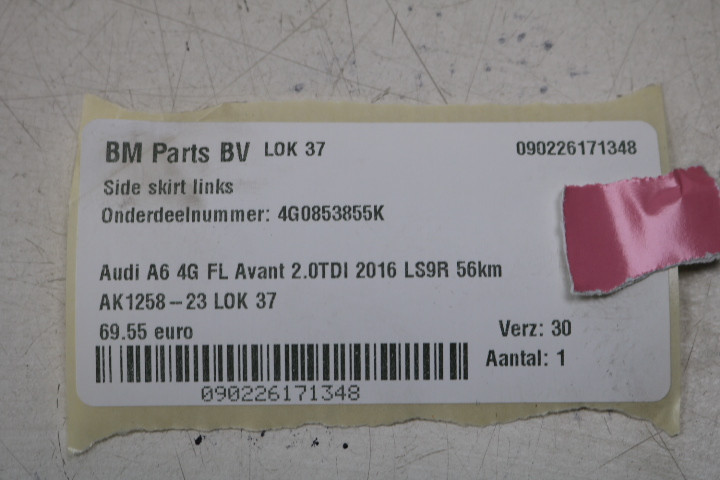 BM Parts BV LOK 37 090226171348
Side skirt links
Onderdeelnummer: 4G0853855K
Audi A6 4G FL Avant 2.0TDI 2016 LS9R 56km
AK1258-23 LOK 37
69.55 euro Verz: 30
Aantal: 1
090226171348